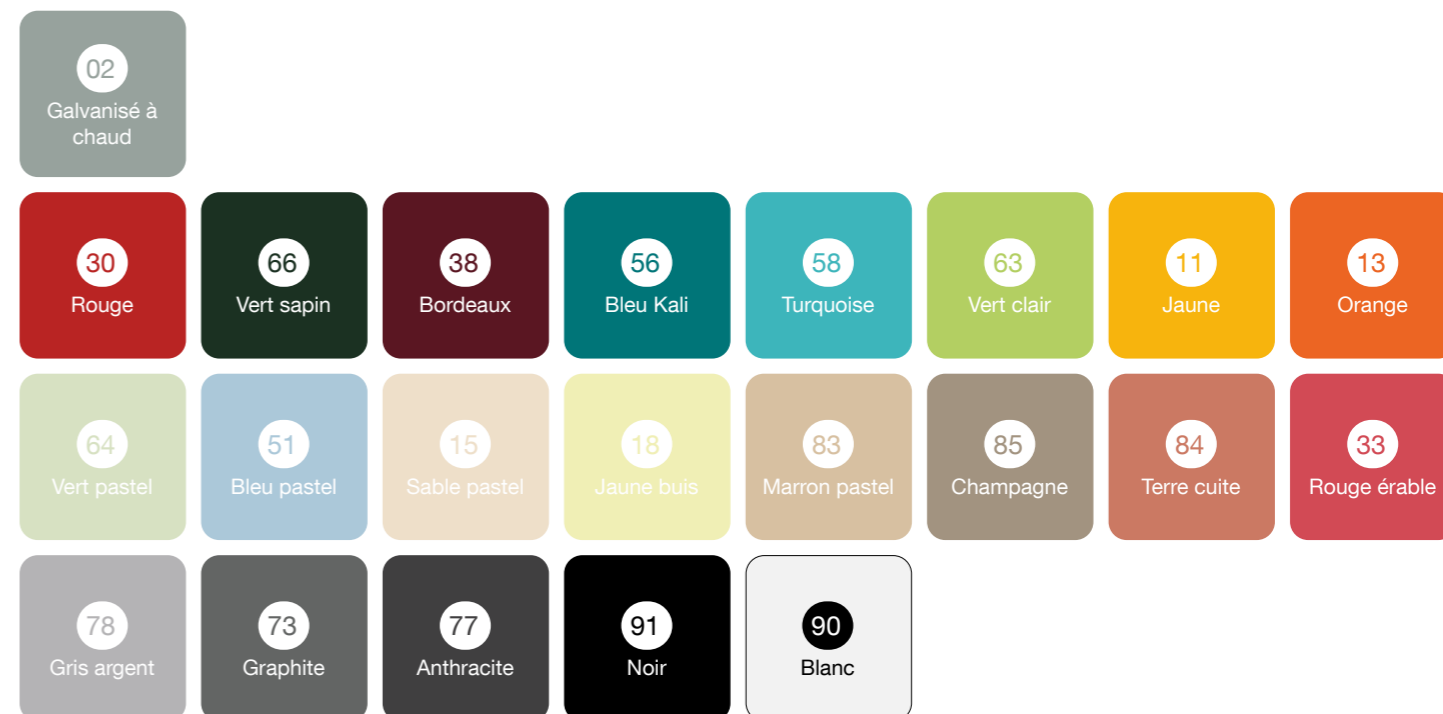 02
Galvanisé à
chaud
30
Rouge
66
Vert sapin
38
Bordeaux
56
Bleu Kali
58
Turquoise
63
Vert clair
11
Jaune
13
Orange
64
Vert pastel
51
Bleu pastel
15
Sable pastel
18
Jaune buis
83
Marron pastel
85
Champagne
84
Terre cuite
33
Rouge érable
78
Gris argent
73
Graphite
77
Anthracite
91
Noir
90
Blanc